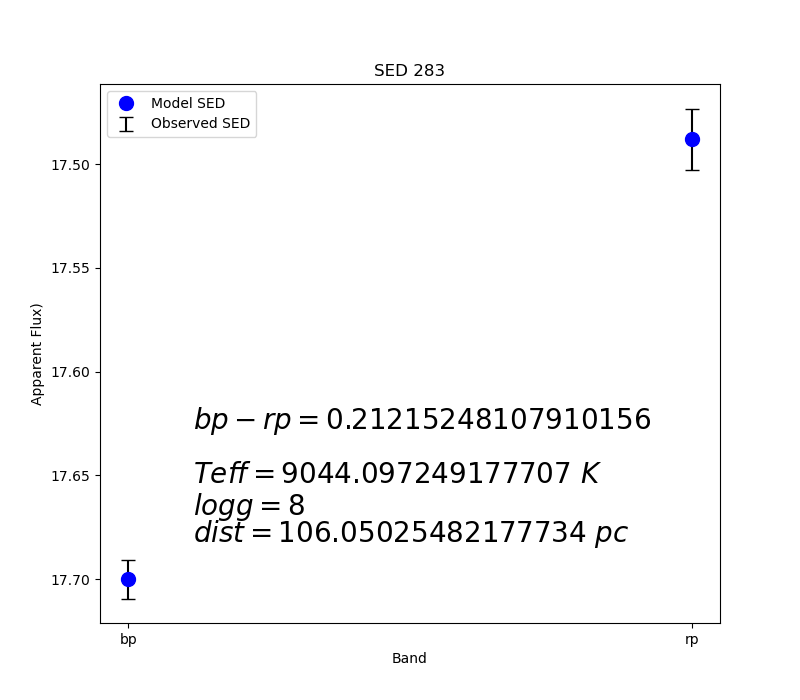 SED 283
Model SED
Observed SED
17.50
17.55
17.60
17.65
17.70
Apparent Flux)
bp − rp = 0.21215248107910156
Teff = 9044.097249177707 K
logg = 8
dist = 106.05025482177734 pc
bp
rp
Band